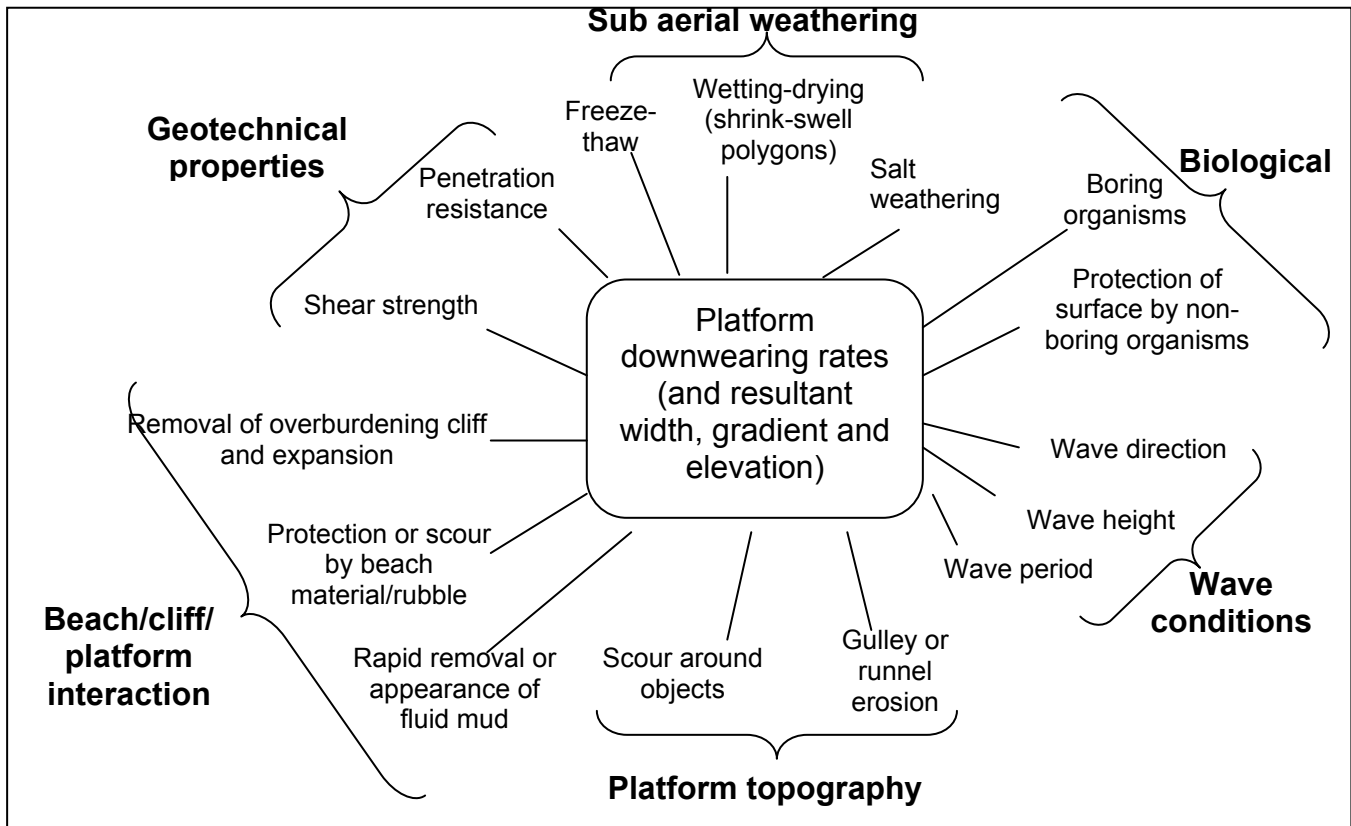 Sub aerial weathering
Freeze-
thaw
Wetting-drying
(shrink-swell
polygons)
Salt
weathering
Geotechnical
properties
Penetration
resistance
Shear strength
Biological
Boring
organisms
Protection of
surface by non-
boring organisms
Platform
downwearing rates
(and resultant
width, gradient and
elevation)
Removal of overburdening cliff
and expansion
Protection or scour
by beach
material/rubble
Rapid removal or
appearance of
fluid mud
Beach/cliff/
platform
interaction
Wave direction
Wave height
Wave period
Wave
conditions
Scour around
objects
Gulley or
runnel
erosion
Platform topography